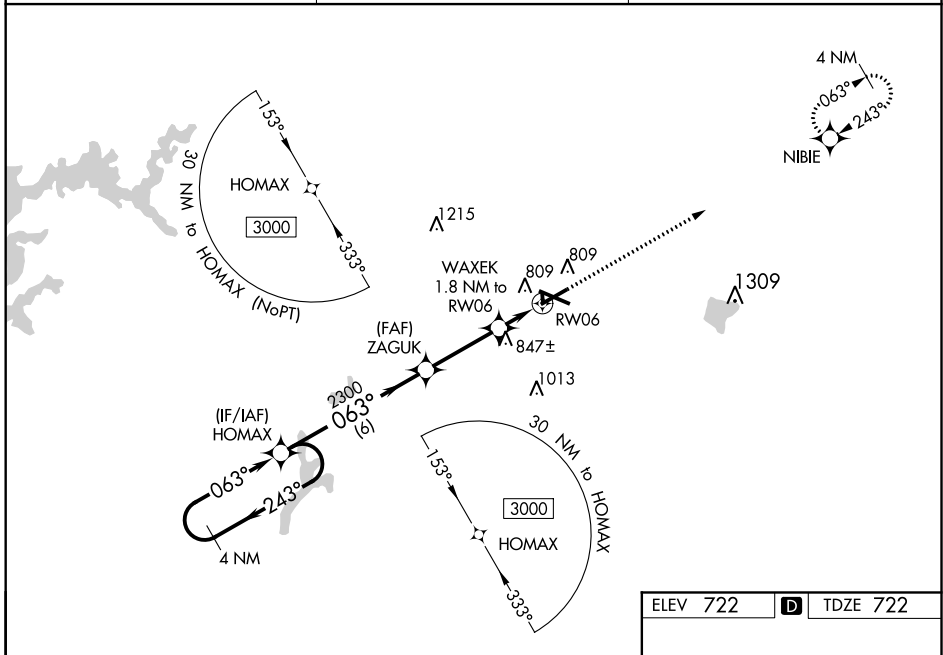 4 NM
063°
243°
NIBIE
153°
HOMAX
3000
333°
30 NM to HOMAX (NoPT)
1215
WAXEK
1.8 NM to
RW06
809
809
1309
RW06
(FAF)
ZAGUK
847±
1013
2300
063°
(6)
(IF/IAF)
HOMAX
063°
243°
4 NM
30 NM to HOMAX
153°
3000
HOMAX
333°
ELEV 722 D TDZE 722